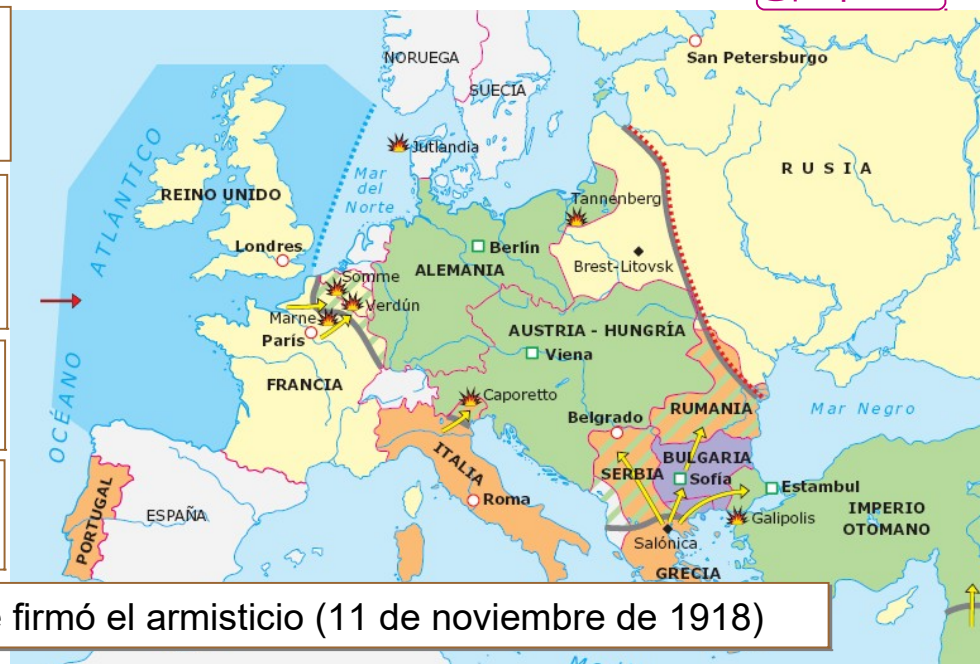 NORUEGA
SUECIA
San Petersburgo
Jutlandia
RUSIA
Mar
del
Norte
REINO UNIDO
ATLÁNTICO
OCÉANO
Tannenberg
Londres
Berlín
ALEMANIA
Brest-Litovsk
Somme
Verdún
Marne
París
AUSTRIA - HUNGRÍA
Viena
FRANCIA
Caporetto
Belgrado
RUMANIA
Mar Negro
ITALIA
BULGARIA
SERBIA
Sofía
Estambul
Roma
PORTUGAL
ESPAÑA
Galipolis
IMPERIO
OTOMANO
Salónica
GRECIA
firmó el armisticio (11 de noviembre de 1918)